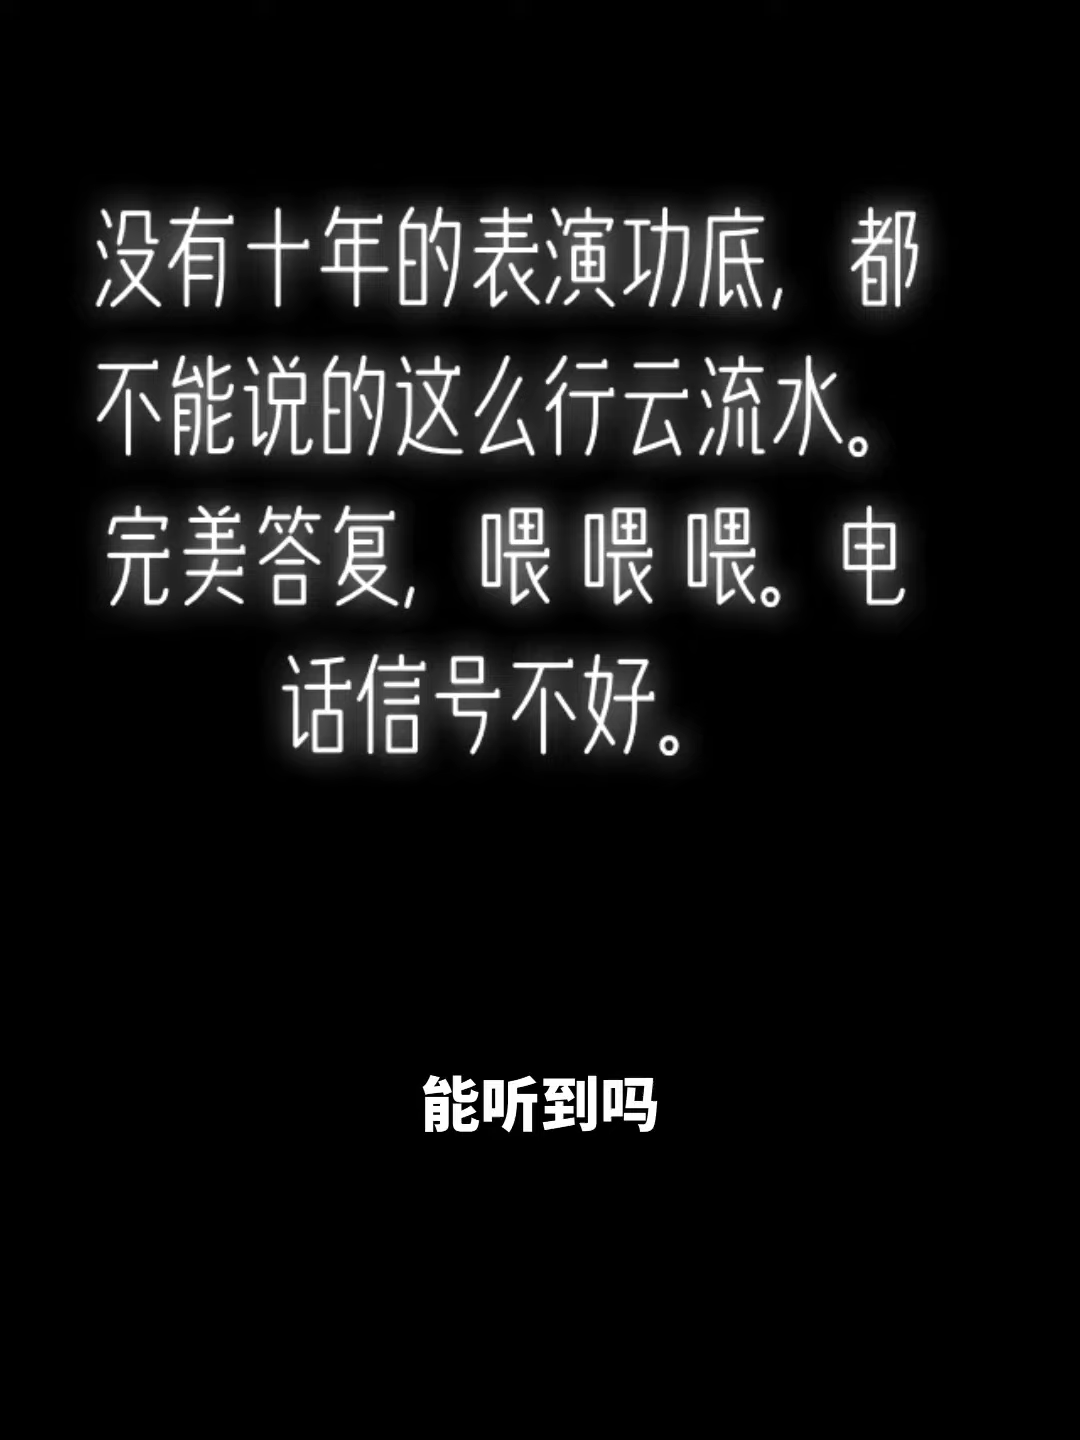 没有十年的表演功底，都
不能说的这么行云流水。
完美答复，喂 喂 喂。电
话信号不好。
能听到吗